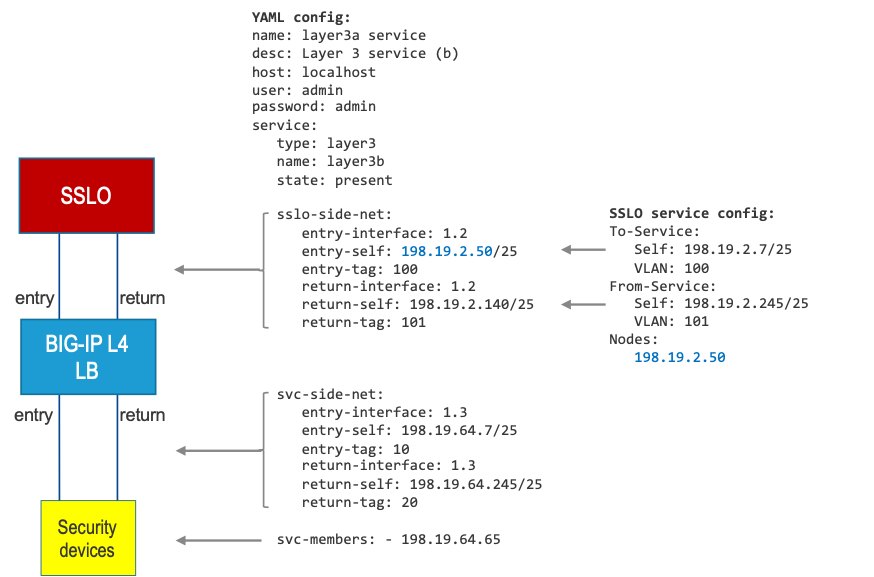 YAML config:
name: layer3a service
desc: Layer 3 service (b)
host: localhost
user: admin
password: admin
service:
type: layer3
name: layer3b
state: present
SSLO
sslo-side-net:
entry-interface: 1.2
entry-self: 198.19.2.50/25
entry-tag: 100
return-interface: 1.2
return-self: 198.19.2.140/25
return-tag: 101
SSLO service config:
To-Service:
Self: 198.19.2.7/25
VLAN: 100
From-Service:
Self: 198.19.2.245/25
VLAN: 101
Nodes:
198.19.2.50
entry return
BIG-IP L4
LB
entry return
svc-side-net:
entry-interface: 1.3
entry-self: 198.19.64.7/25
entry-tag: 10
return-interface: 1.3
return-self: 198.19.64.245/25
return-tag: 20
Security
devices
svc-members: - 198.19.64.65